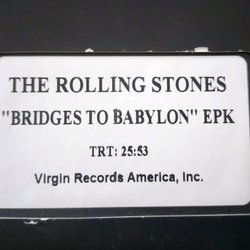 THE ROLLING STONES
"BRIDGES TO BABYLON" EPK
TRT: 25:53
Virgin Records America, Inc.